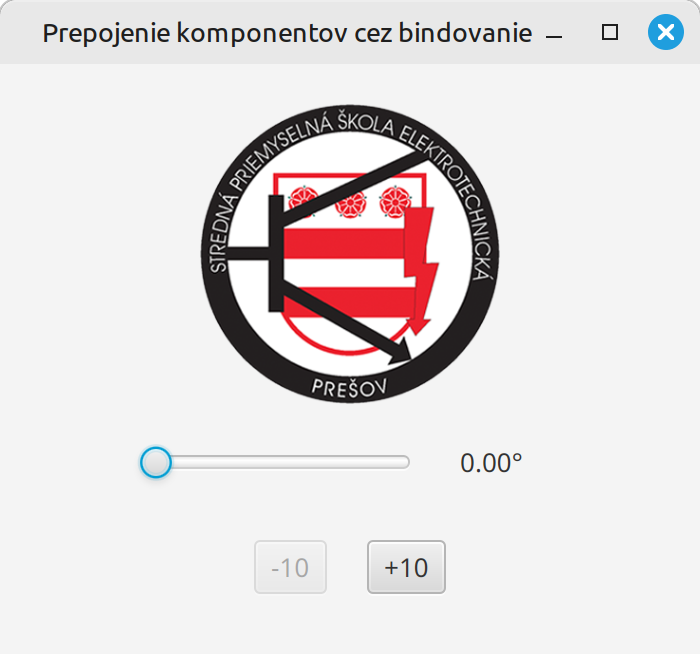 Prepojenie komponentov cez bindovanie
STREDNÁ PRIEMYSELNÁ ŠKOLA ELEKTROTECHNICKÁ
PREŠOV
0.00°
-10 +10